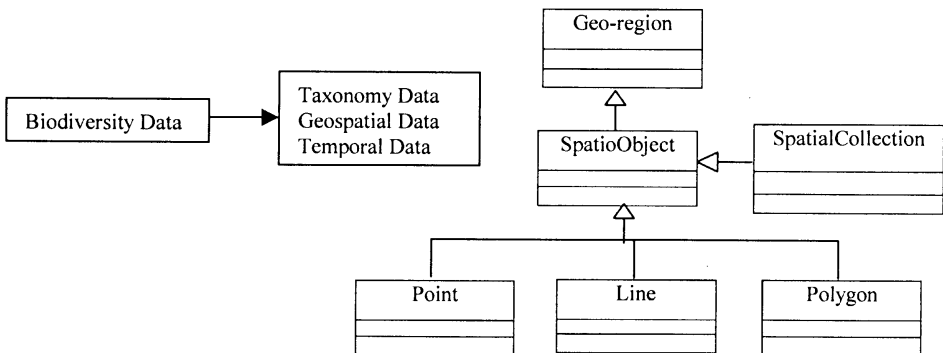 Biodiversity Data
Taxonomy Data
Geospatial Data
Temporal Data
Geo-region
SpatioObject
SpatialCollection
Point
Line
Polygon